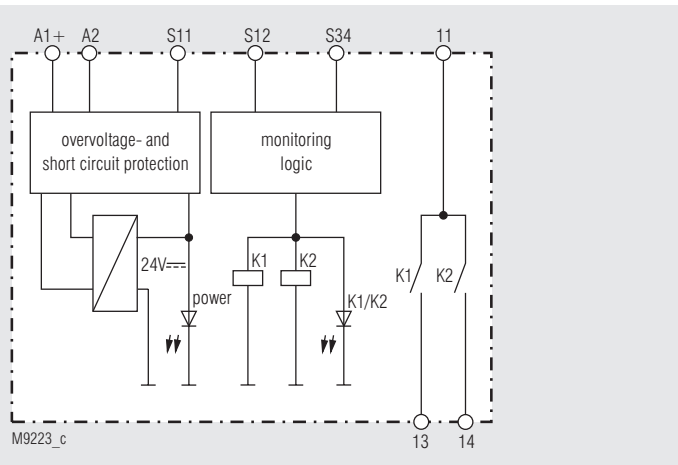 A1+ A2 S11 S12 S34 11
overvoltage- and
short circuit protection
monitoring
logic
24V
K1 K2
K1 K2
power
K1/K2
M9223_c
13 14